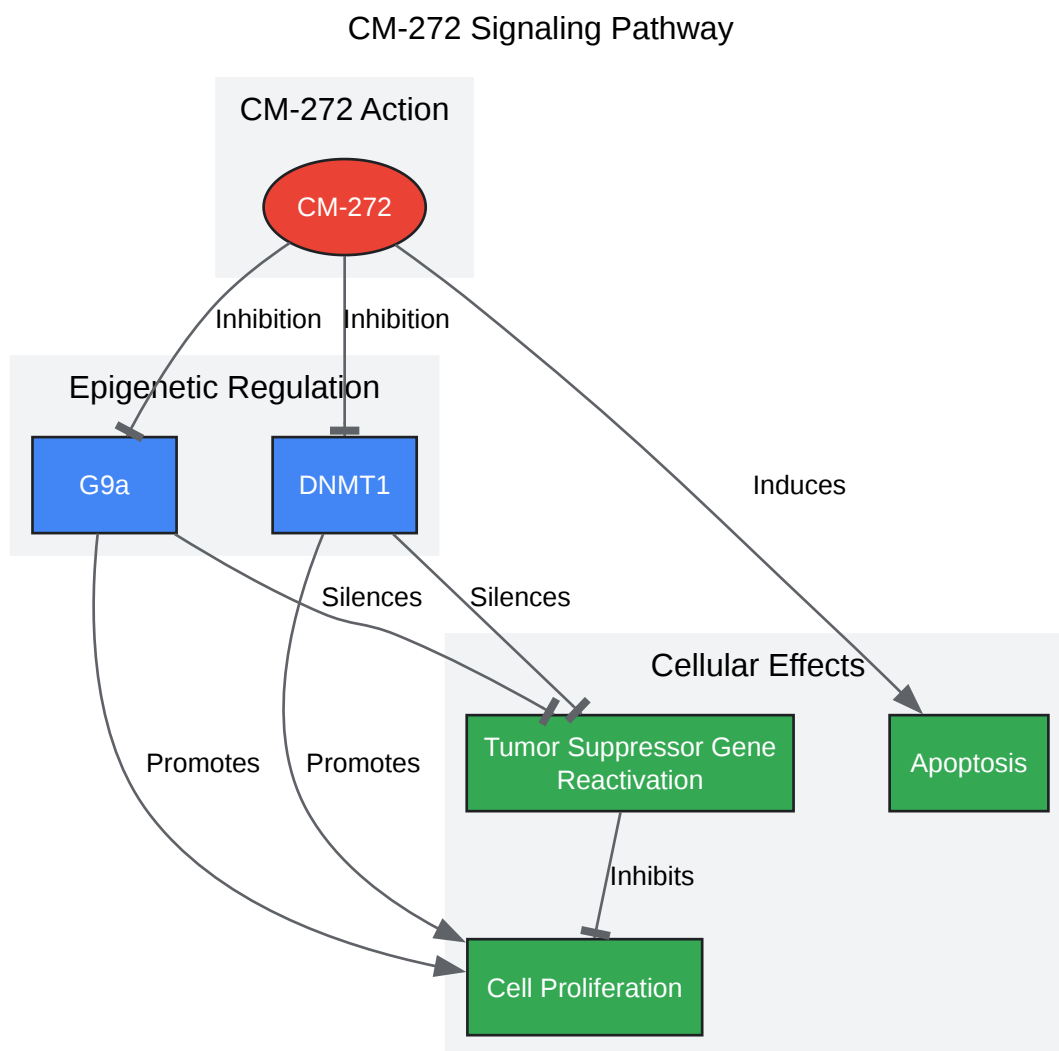 CM-272 Signaling Pathway
CM-272 Action
CM-272
Inhibition
Inhibition
Epigenetic Regulation
G9a
DNMT1
Induces
Silences
Silences
Cellular Effects
Tumor Suppressor Gene
Reactivation
Apoptosis
Promotes
Promotes
Inhibits
Cell Proliferation